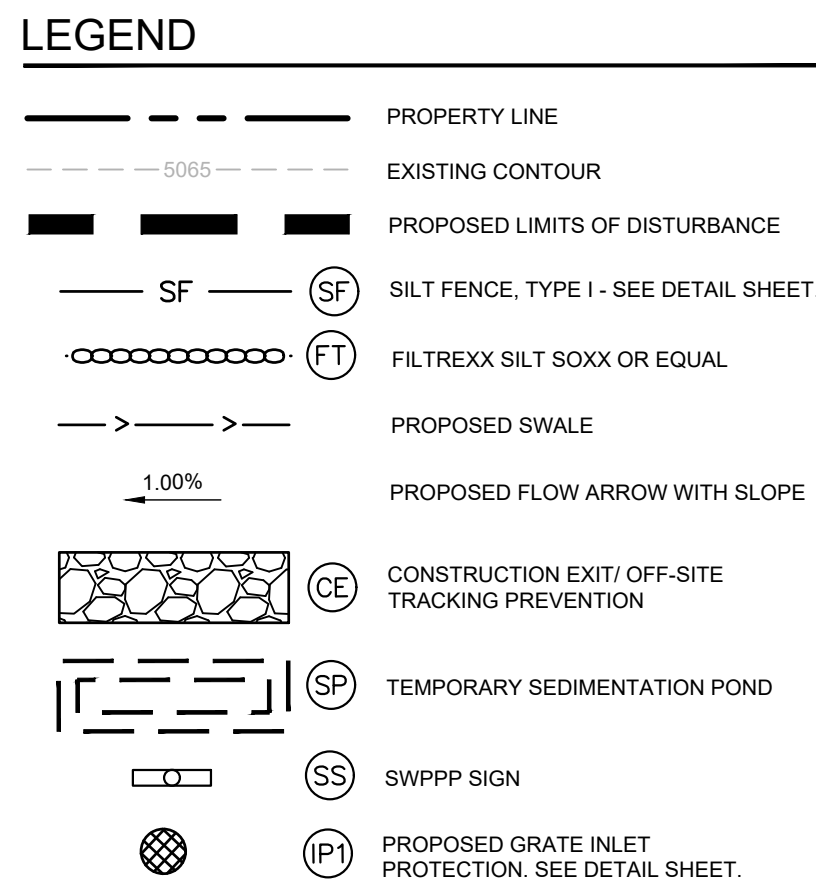 LEGEND
PROPERTY LINE
5065 EXISTING CONTOUR
PROPOSED LIMITS OF DISTURBANCE
SF SF SILT FENCE, TYPE I - SEE DETAIL SHEET.
FT FILTREXX SILT SOXX OR EQUAL
PROPOSED SWALE
1.00%
PROPOSED FLOW ARROW WITH SLOPE
CE CONSTRUCTION EXIT/ OFF-SITE
TRACKING PREVENTION
SP TEMPORARY SEDIMENTATION POND
SS SWPPP SIGN
IP1 PROPOSED GRATE INLET
PROTECTION. SEE DETAIL SHEET.